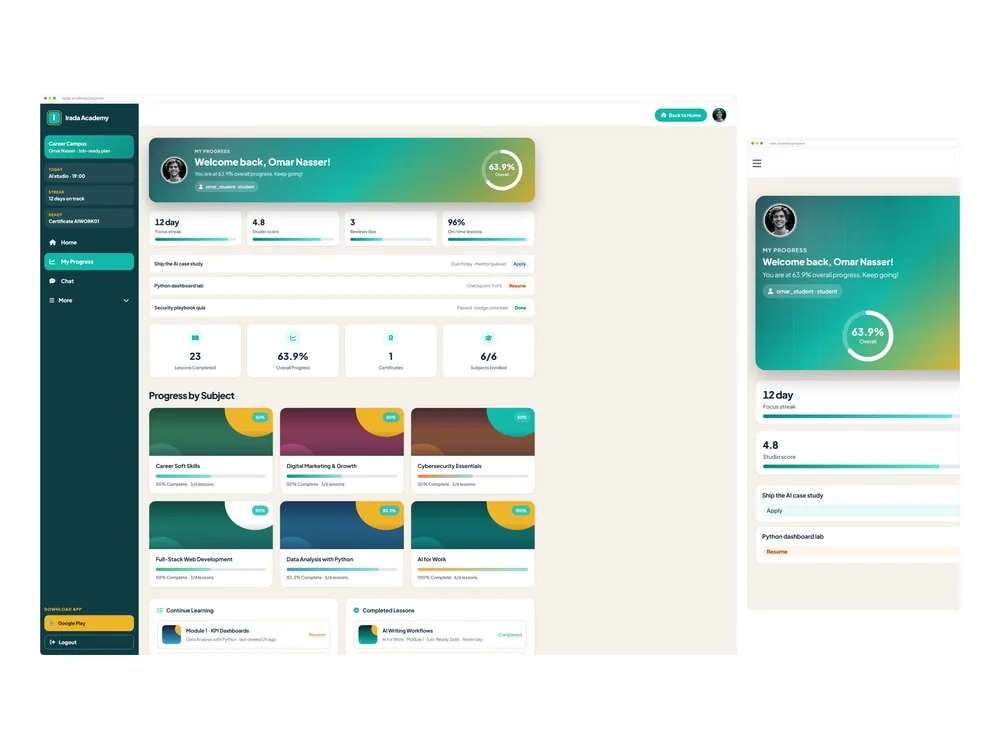 irada.academy/progress
Irada Academy
Career Campus
Omar Nasser · Job-ready plan
TODAY
AI studio · 19:00
STREAK
12 days on track
READY
Certificate AIWORK01
Home
My Progress
Chat
More
DOWNLOAD APP
Google Play
Logout
Back to Home
MY PROGRESS
Welcome back, Omar Nasser!
You are at 63.9% overall progress. Keep going!
omar_student · student
63.9%
Overall
12 day
Focus streak
4.8
Studio score
3
Reviews due
96%
On-time lessons
Ship the AI case study
Due Friday · mentor queued
Apply
Python dashboard lab
Checkpoint 3 of 6
Resume
Security playbook quiz
Passed · badge unlocked
Done
23
Lessons Completed
63.9%
Overall Progress
1
Certificates
6/6
Subjects Enrolled
Progress by Subject
50%
Career Soft Skills
50% Complete · 3/6 lessons
50%
Digital Marketing & Growth
50% Complete · 3/6 lessons
50%
Cybersecurity Essentials
50% Complete · 3/6 lessons
50%
Full-Stack Web Development
50% Complete · 3/6 lessons
83.3%
Data Analysis with Python
83.3% Complete · 5/6 lessons
100%
AI for Work
100% Complete · 6/6 lessons
Continue Learning
Module 1 · KPI Dashboards
Data Analysis with Python · last viewed 2h ago
Resume
Completed Lessons
AI Writing Workflows
AI for Work · Module 1 · Job-Ready Skills · Yesterday
Completed
irada.academy/progress
MY PROGRESS
Welcome back, Omar Nasser!
You are at 63.9% overall progress. Keep going!
omar_student · student
63.9%
Overall
12 day
Focus streak
4.8
Studio score
Ship the AI case study
Apply
Python dashboard lab
Resume